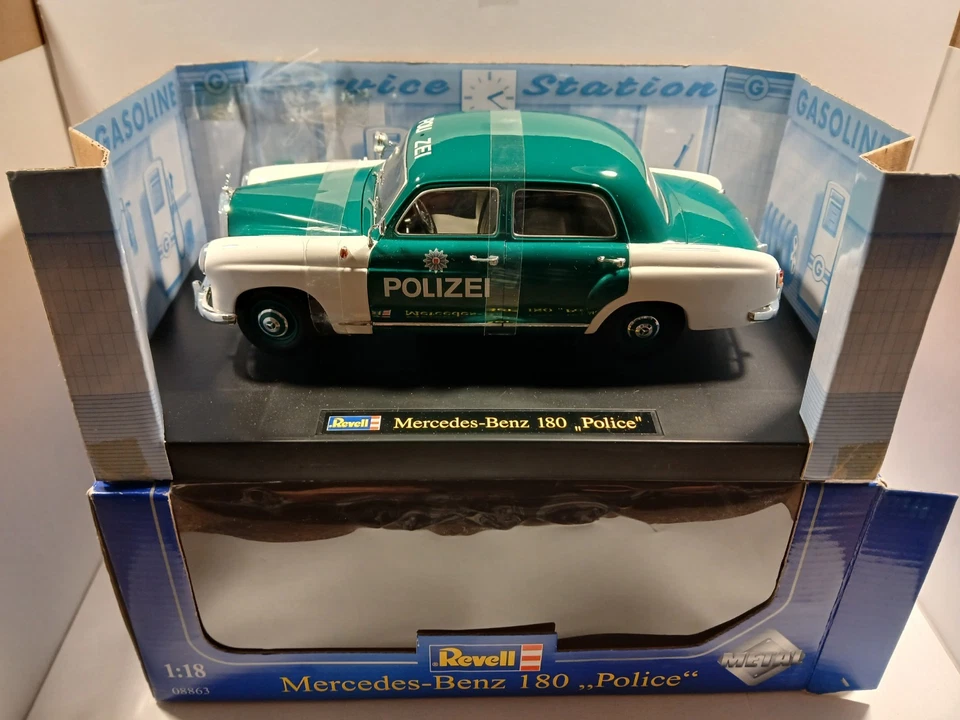 GASOLINE
Service Station
G
GASOLINE
G
POLIZEI
POLIZEI
Revell Mercedes-Benz 180 „Police"
Revell
METAL
1:18
08863
Mercedes-Benz 180 „Police“